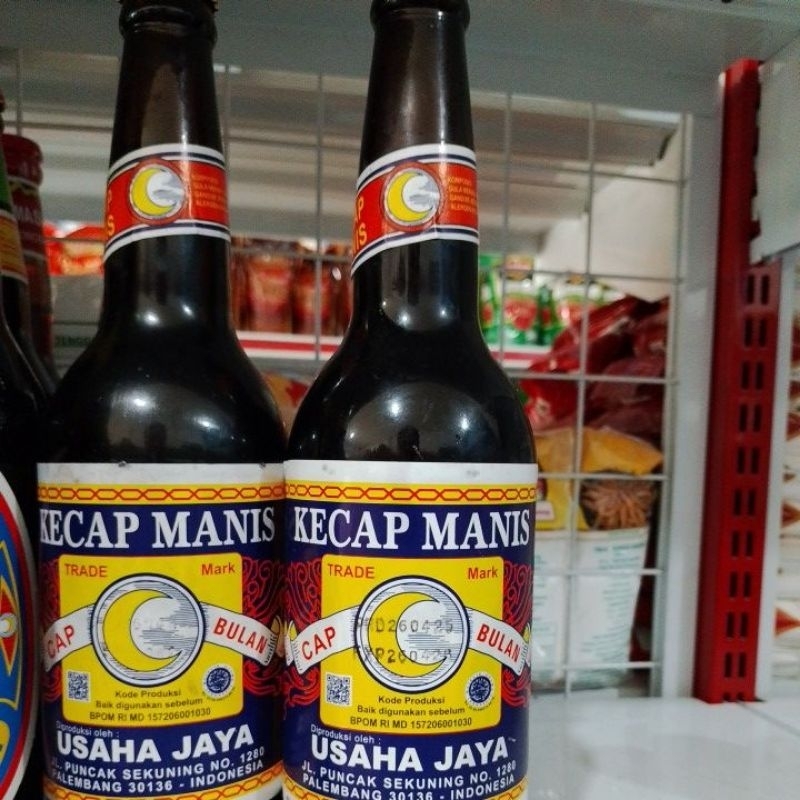 KECAP MANIS
TRADE Mark
CAP BULAN
Kode Produksi
Baik digunakan sebelum
BPOM RI MD 157206001030
Diproduksi oleh :
USAHA JAYA
JL. PUNCAK SEKUNING NO. 1280
PALEMBANG 30136 - INDONESIA
KECAP MANIS
TRADE Mark
CAP BULAN
Kode Produksi
Baik digunakan sebelum
BPOM RI MD 157206001030
Diproduksi oleh :
USAHA JAYA
JL. PUNCAK SEKUNING NO. 1280
PALEMBANG 30136 - INDONESIA